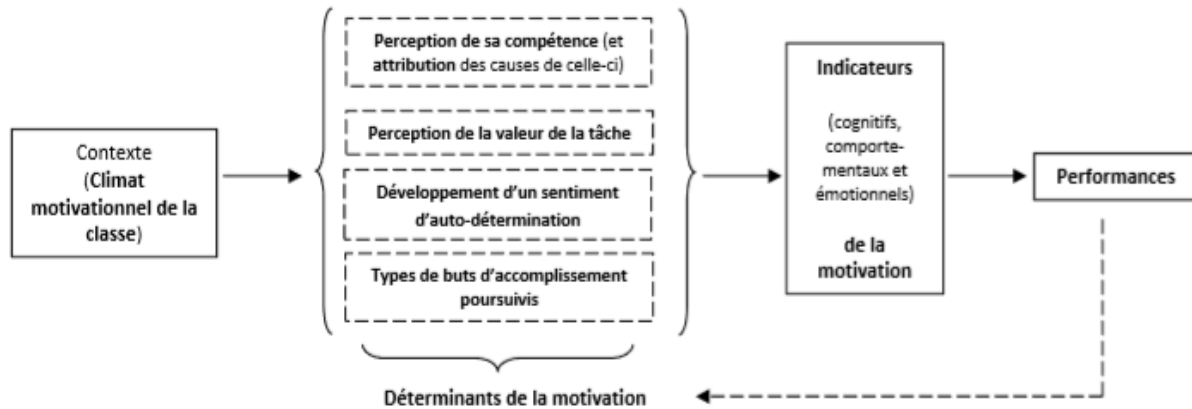 Contexte
(Climat
motivationnel de la
classe)
Perception de sa compétence (et
attribution des causes de celle-ci)
Perception de la valeur de la tâche
Développement d'un sentiment
d'auto-détermination
Types de buts d'accomplissement
poursuivis
Déterminants de la motivation
Indicateurs
(cognitifs,
comporte-
mentaux et
émotionnels)
de la
motivation
Performances